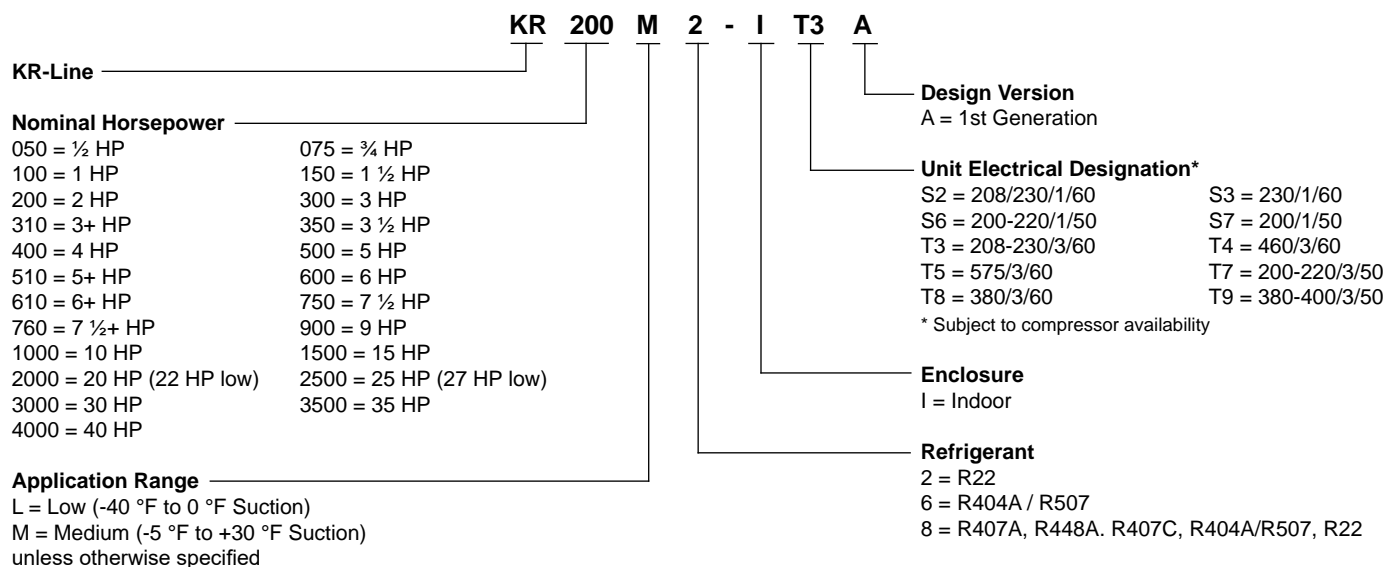 KR 200 M 2 - I T3 A
KR-Line
Nominal Horsepower
050 = ½ HP 075 = ¾ HP
100 = 1 HP 150 = 1 ½ HP
200 = 2 HP 300 = 3 HP
310 = 3+ HP 350 = 3 ½ HP
400 = 4 HP 500 = 5 HP
510 = 5+ HP 600 = 6 HP
610 = 6+ HP 750 = 7 ½ HP
760 = 7 ½+ HP 900 = 9 HP
1000 = 10 HP 1500 = 15 HP
2000 = 20 HP (22 HP low) 2500 = 25 HP (27 HP low)
3000 = 30 HP 3500 = 35 HP
4000 = 40 HP
Application Range
L = Low (-40 °F to 0 °F Suction)
M = Medium (-5 °F to +30 °F Suction)
unless otherwise specified
Design Version
A = 1st Generation
Unit Electrical Designation*
S2 = 208/230/1/60 S3 = 230/1/60
S6 = 200-220/1/50 S7 = 200/1/50
T3 = 208-230/3/60 T4 = 460/3/60
T5 = 575/3/60 T7 = 200-220/3/50
T8 = 380/3/60 T9 = 380-400/3/50
* Subject to compressor availability
Enclosure
I = Indoor
Refrigerant
2 = R22
6 = R404A / R507
8 = R407A, R448A. R407C, R404A/R507, R22